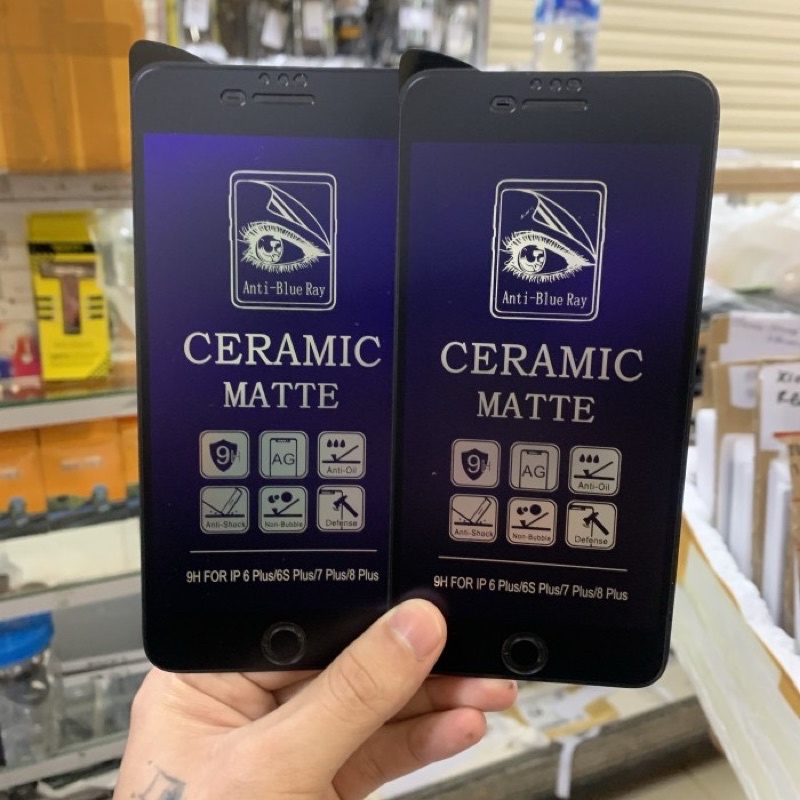 Anti-Blue Ray
CERAMIC
MATTE
9H
AG
Anti-Oil
Anti-Shock
Non-Bubble
Defense
9H FOR IP 6 Plus/6S Plus/7 Plus/8 Plus
Anti-Blue Ray
CERAMIC
MATTE
9H
AG
Anti-Oil
Anti-Shock
Non-Bubble
Defense
9H FOR IP 6 Plus/6S Plus/7 Plus/8 Plus